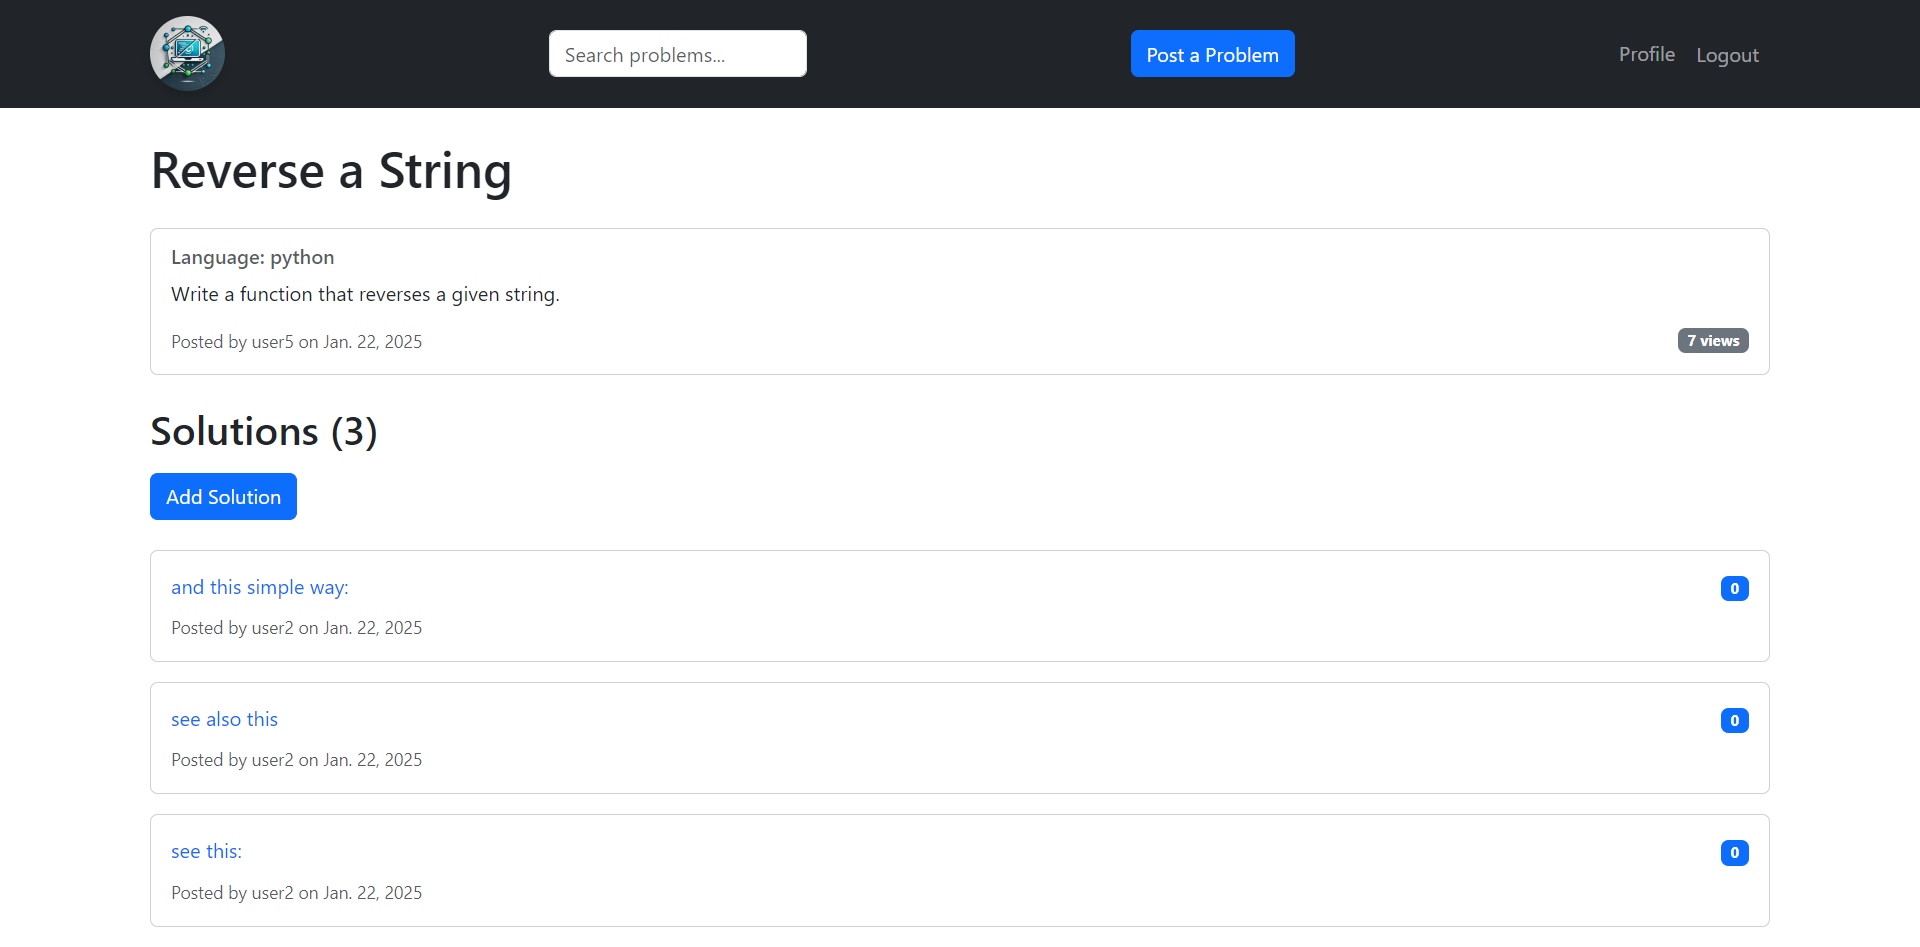 Search problems...
Post a Problem
Profile
Logout
Reverse a String
Language: python
Write a function that reverses a given string.
Posted by user5 on Jan. 22, 2025
7 views
Solutions (3)
Add Solution
and this simple way:
0
Posted by user2 on Jan. 22, 2025
see also this
0
Posted by user2 on Jan. 22, 2025
see this:
0
Posted by user2 on Jan. 22, 2025